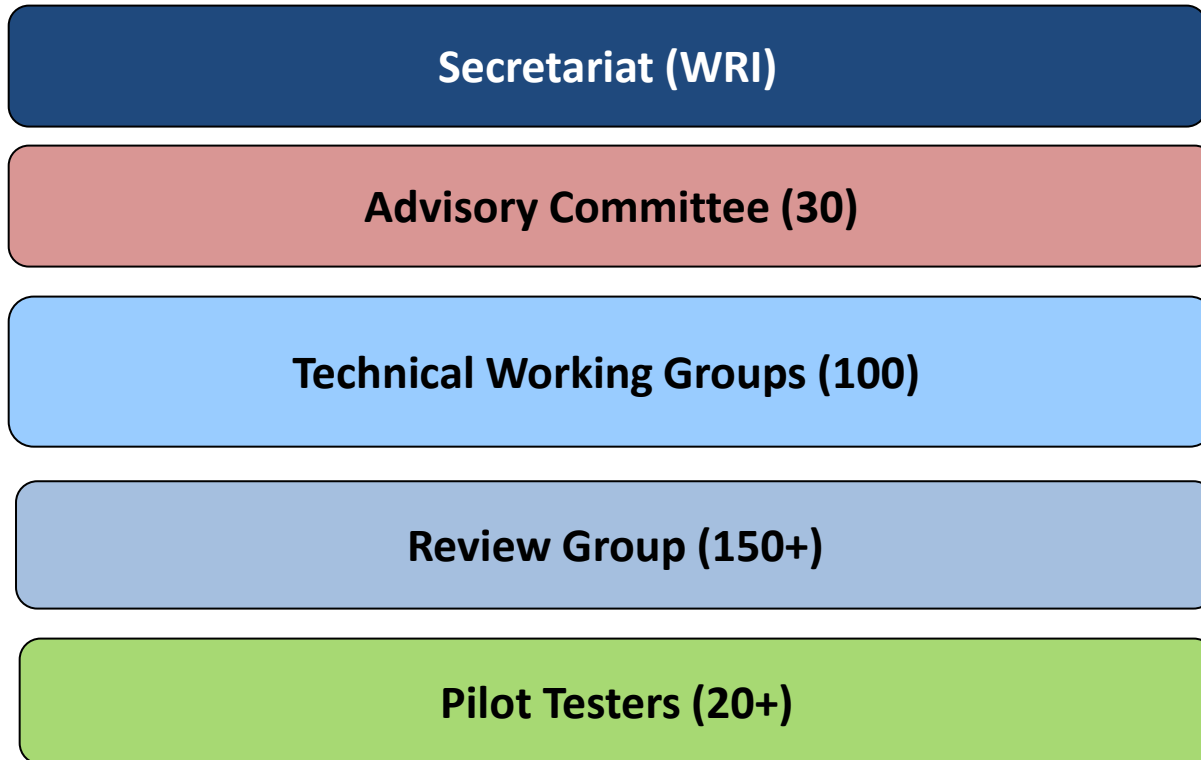 Secretariat (WRI)
Advisory Committee (30)
Technical Working Groups (100)
Review Group (150+)
Pilot Testers (20+)